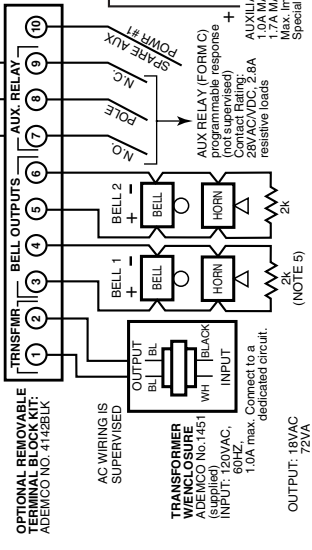 OPTIONAL REMOVABLE
TERMINAL BLOCK KIT:
ADEMCO NO. 4142BLK
TRNSFMR
BELL OUTPUTS
AUX. RELAY
1
2
3
4
5
6
7
8
9
10
AC WIRING IS
SUPERVISED
OUTPUT
BL
BL
WH
BLACK
INPUT
TRANSFORMER
W/ENCLOSURE
ADEMCO No.1451
(supplied)
INPUT: 120VAC,
60HZ,
1.0A max. Connect to a
dedicated circuit.
OUTPUT: 18VAC
72VA
BELL 1
+
–
BELL
HORN
2k
(NOTE 5)
BELL 2
+
–
BELL
HORN
2k
N.O.
POLE
N.C.
SPARE AUX
POWR #1
AUX RELAY (FORM C)
programmable response
(not supervised)
Contact Rating:
28VAC/VDC, 2.8A
resistive loads
+
1.0A
1.7A
Max.
Special